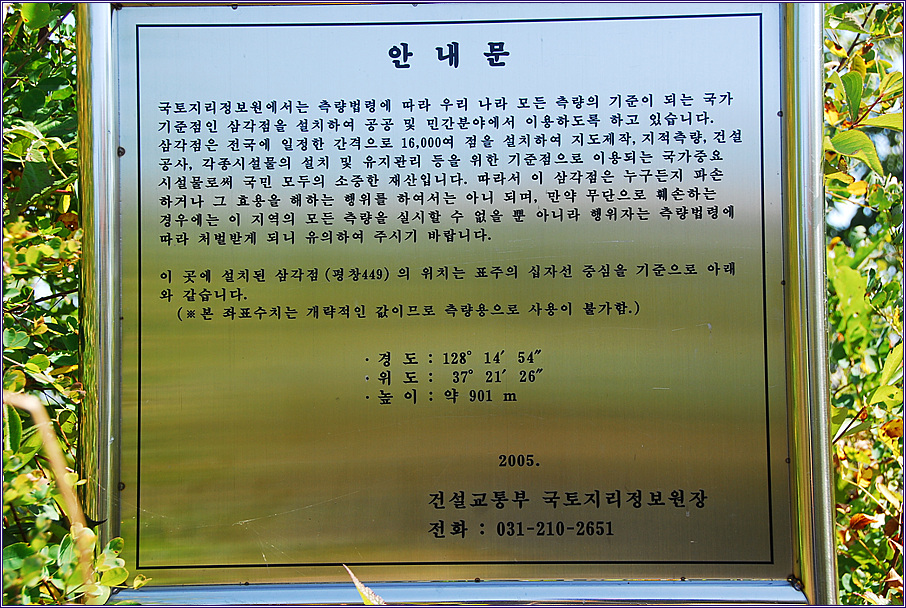 안 내 문
국토지리정보원에서는 측량법령에 따라 우리 나라 모든 측량의 기준이 되는 국가
기준점인 삼각점을 설치하여 공공 및 민간분야에서 이용하도록 하고 있습니다.
삼각점은 전국에 일정한 간격으로 16,000여 점을 설치하여 지도제작, 지적측량, 건설
공사, 각종시설물의 설치 및 유지관리 등을 위한 기준점으로 이용되는 국가중요
시설물로써 국민 모두의 소중한 재산입니다. 따라서 이 삼각점은 누구든지 파손
하거나 그 효용을 해하는 행위를 하여서는 아니 되며, 만약 무단으로 훼손하는
경우에는 이 지역의 모든 측량을 실시할 수 없을 뿐 아니라 행위자는 측량법령에
따라 처벌받게 되니 유의하여 주시기 바랍니다.
이 곳에 설치된 삼각점(평창449) 의 위치는 표주의 십자선 중심을 기준으로 아래
와 같습니다.
(※본 좌표수치는 개략적인 값이므로 측량용으로 사용이 불가함.)
· 경 도 : 128° 14′ 54″
· 위 도 : 37° 21′ 26″
· 높 이 : 약 901 m
2005.
건설교통부 국토지리정보원장
전화 : 031-210-2651